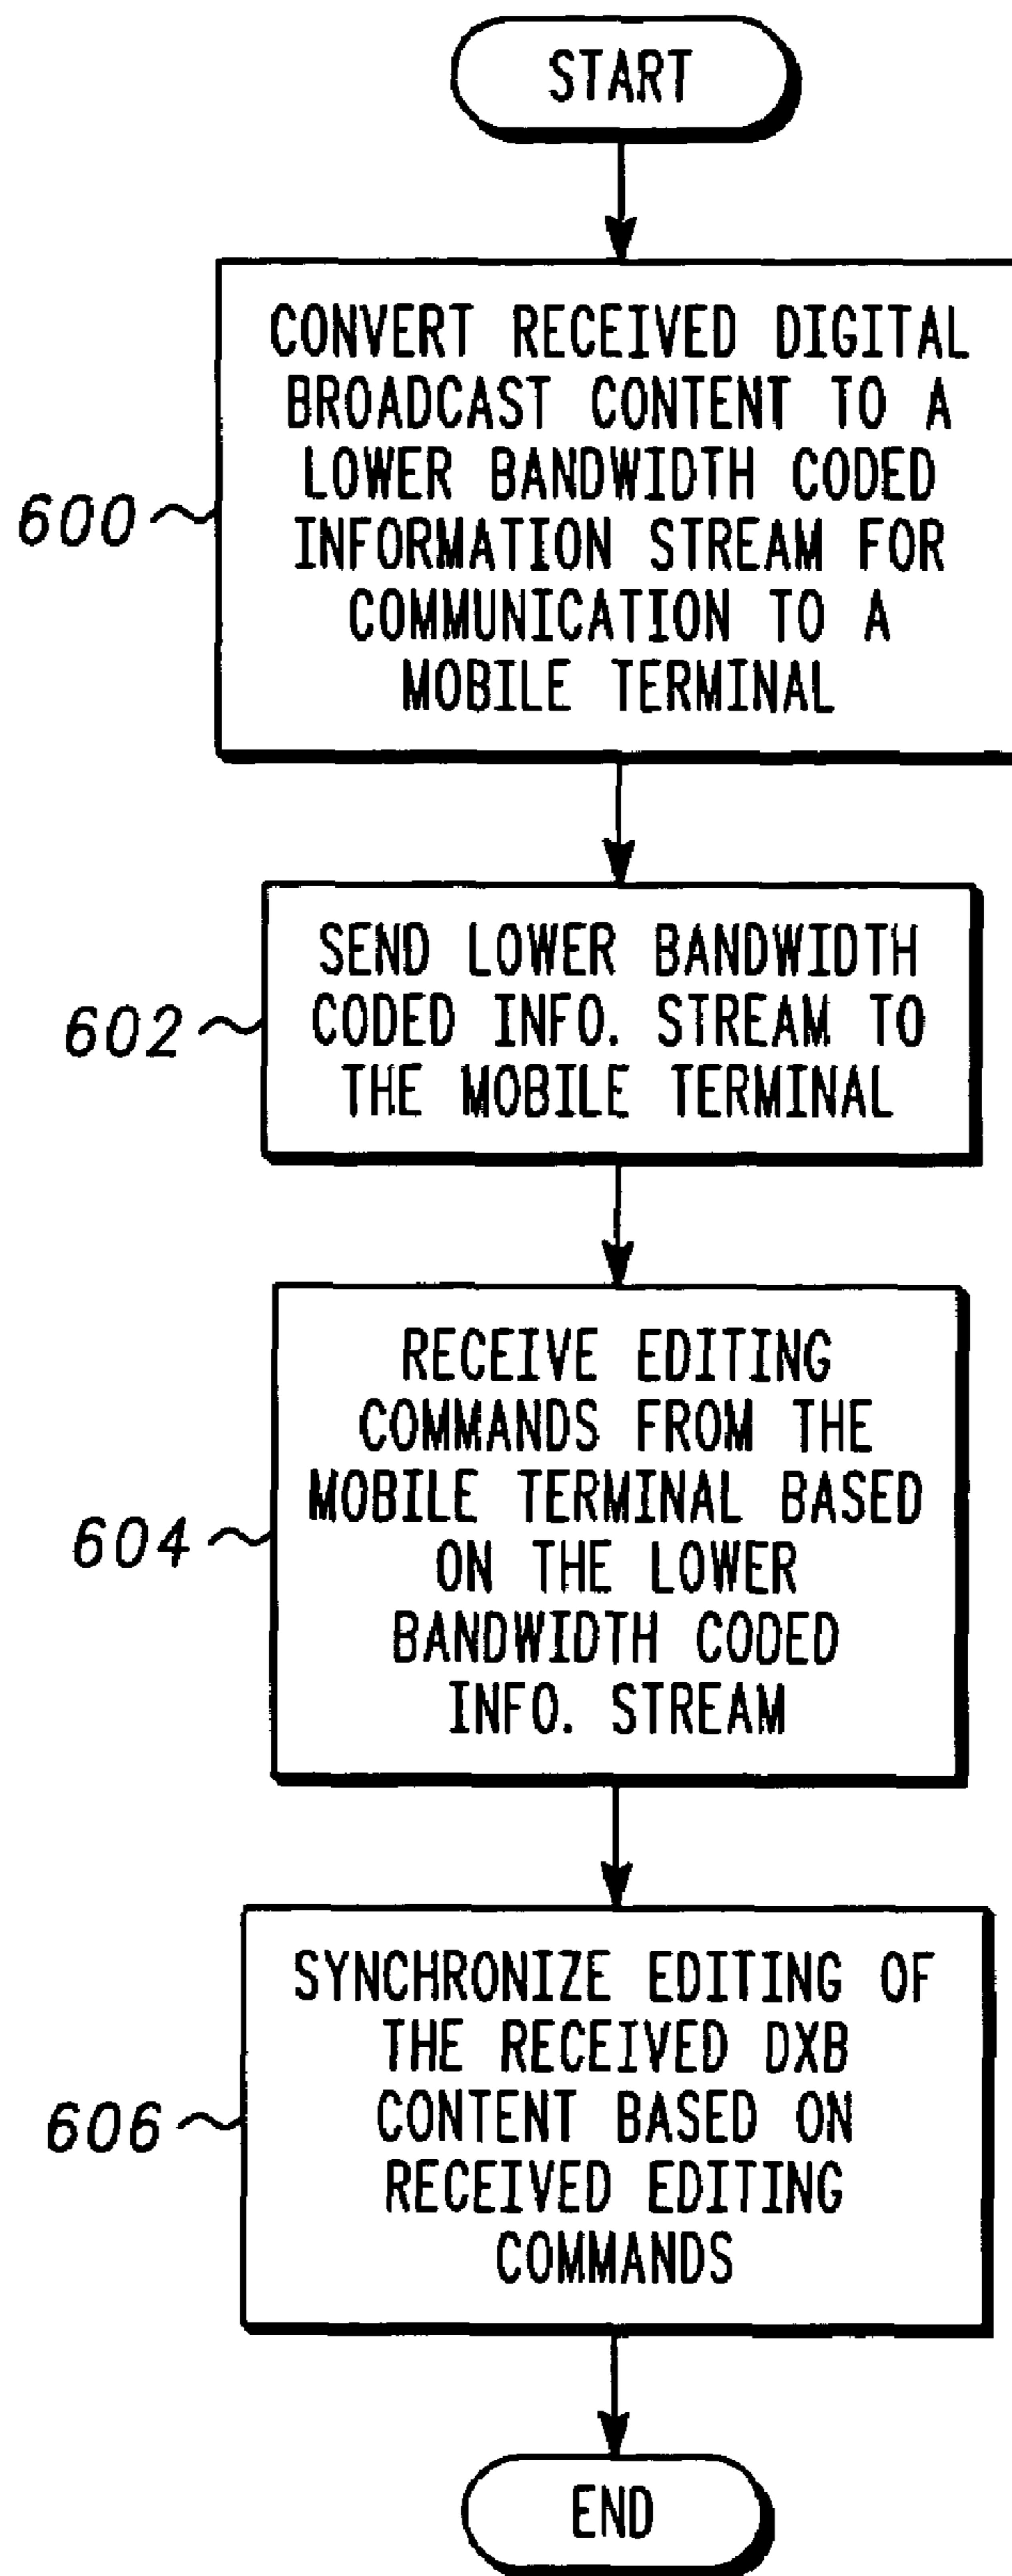 START
CONVERT RECEIVED DIGITAL
BROADCAST CONTENT TO A
LOWER BANDWIDTH CODED
INFORMATION STREAM FOR
COMMUNICATION TO A
MOBILE TERMINAL
600
SEND LOWER BANDWIDTH
CODED INFO. STREAM TO
THE MOBILE TERMINAL
602
RECEIVE EDITING
COMMANDS FROM THE
MOBILE TERMINAL BASED
ON THE LOWER
BANDWIDTH CODED
INFO. STREAM
604
SYNCHRONIZE EDITING OF
THE RECEIVED DXB
CONTENT BASED ON
RECEIVED EDITING
COMMANDS
606
END